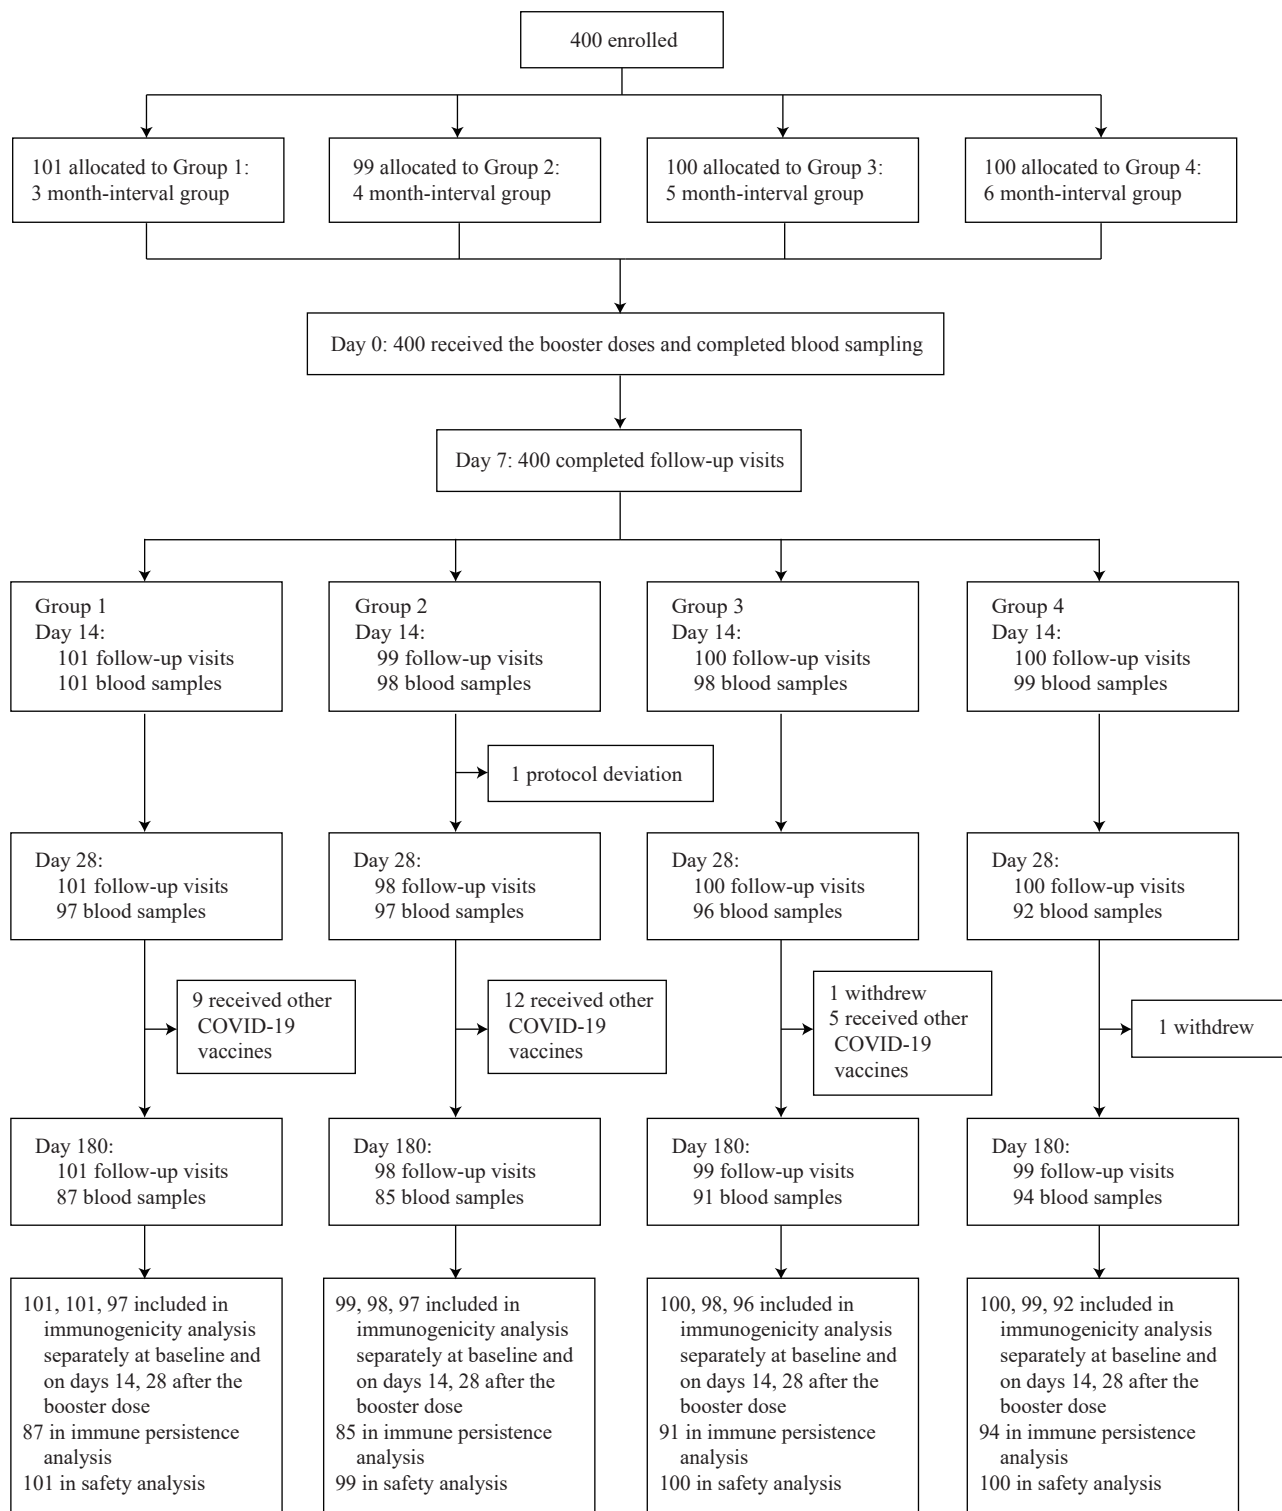 400 enrolled
101 allocated to Group 1:
3 month-interval group
99 allocated to Group 2:
4 month-interval group
100 allocated to Group 3:
5 month-interval group
100 allocated to Group 4:
6 month-interval group
Day 0: 400 received the booster doses and completed blood sampling
Day 7: 400 completed follow-up visits
Group 1
Day 14:
101 follow-up visits
101 blood samples
Group 2
Day 14:
99 follow-up visits
98 blood samples
Group 3
Day 14:
100 follow-up visits
98 blood samples
Group 4
Day 14:
100 follow-up visits
99 blood samples
1 protocol deviation
Day 28:
101 follow-up visits
97 blood samples
Day 28:
98 follow-up visits
97 blood samples
Day 28:
100 follow-up visits
96 blood samples
Day 28:
100 follow-up visits
92 blood samples
9 received other
COVID-19
vaccines
12 received other
COVID-19
vaccines
1 withdrew
5 received other
COVID-19
vaccines
1 withdrew
Day 180:
101 follow-up visits
87 blood samples
Day 180:
98 follow-up visits
85 blood samples
Day 180:
99 follow-up visits
91 blood samples
Day 180:
99 follow-up visits
94 blood samples
101, 101, 97 included in
immunogenicity analysis
separately at baseline and
on days 14, 28 after the
booster dose
87 in immune persistence
analysis
101 in safety analysis
99, 98, 97 included in
immunogenicity analysis
separately at baseline and
on days 14, 28 after the
booster dose
85 in immune persistence
analysis
99 in safety analysis
100, 98, 96 included in
immunogenicity analysis
separately at baseline and
on days 14, 28 after the
booster dose
91 in immune persistence
analysis
100 in safety analysis
100, 99, 92 included in
immunogenicity analysis
separately at baseline and
on days 14, 28 after the
booster dose
94 in immune persistence
analysis
100 in safety analysis